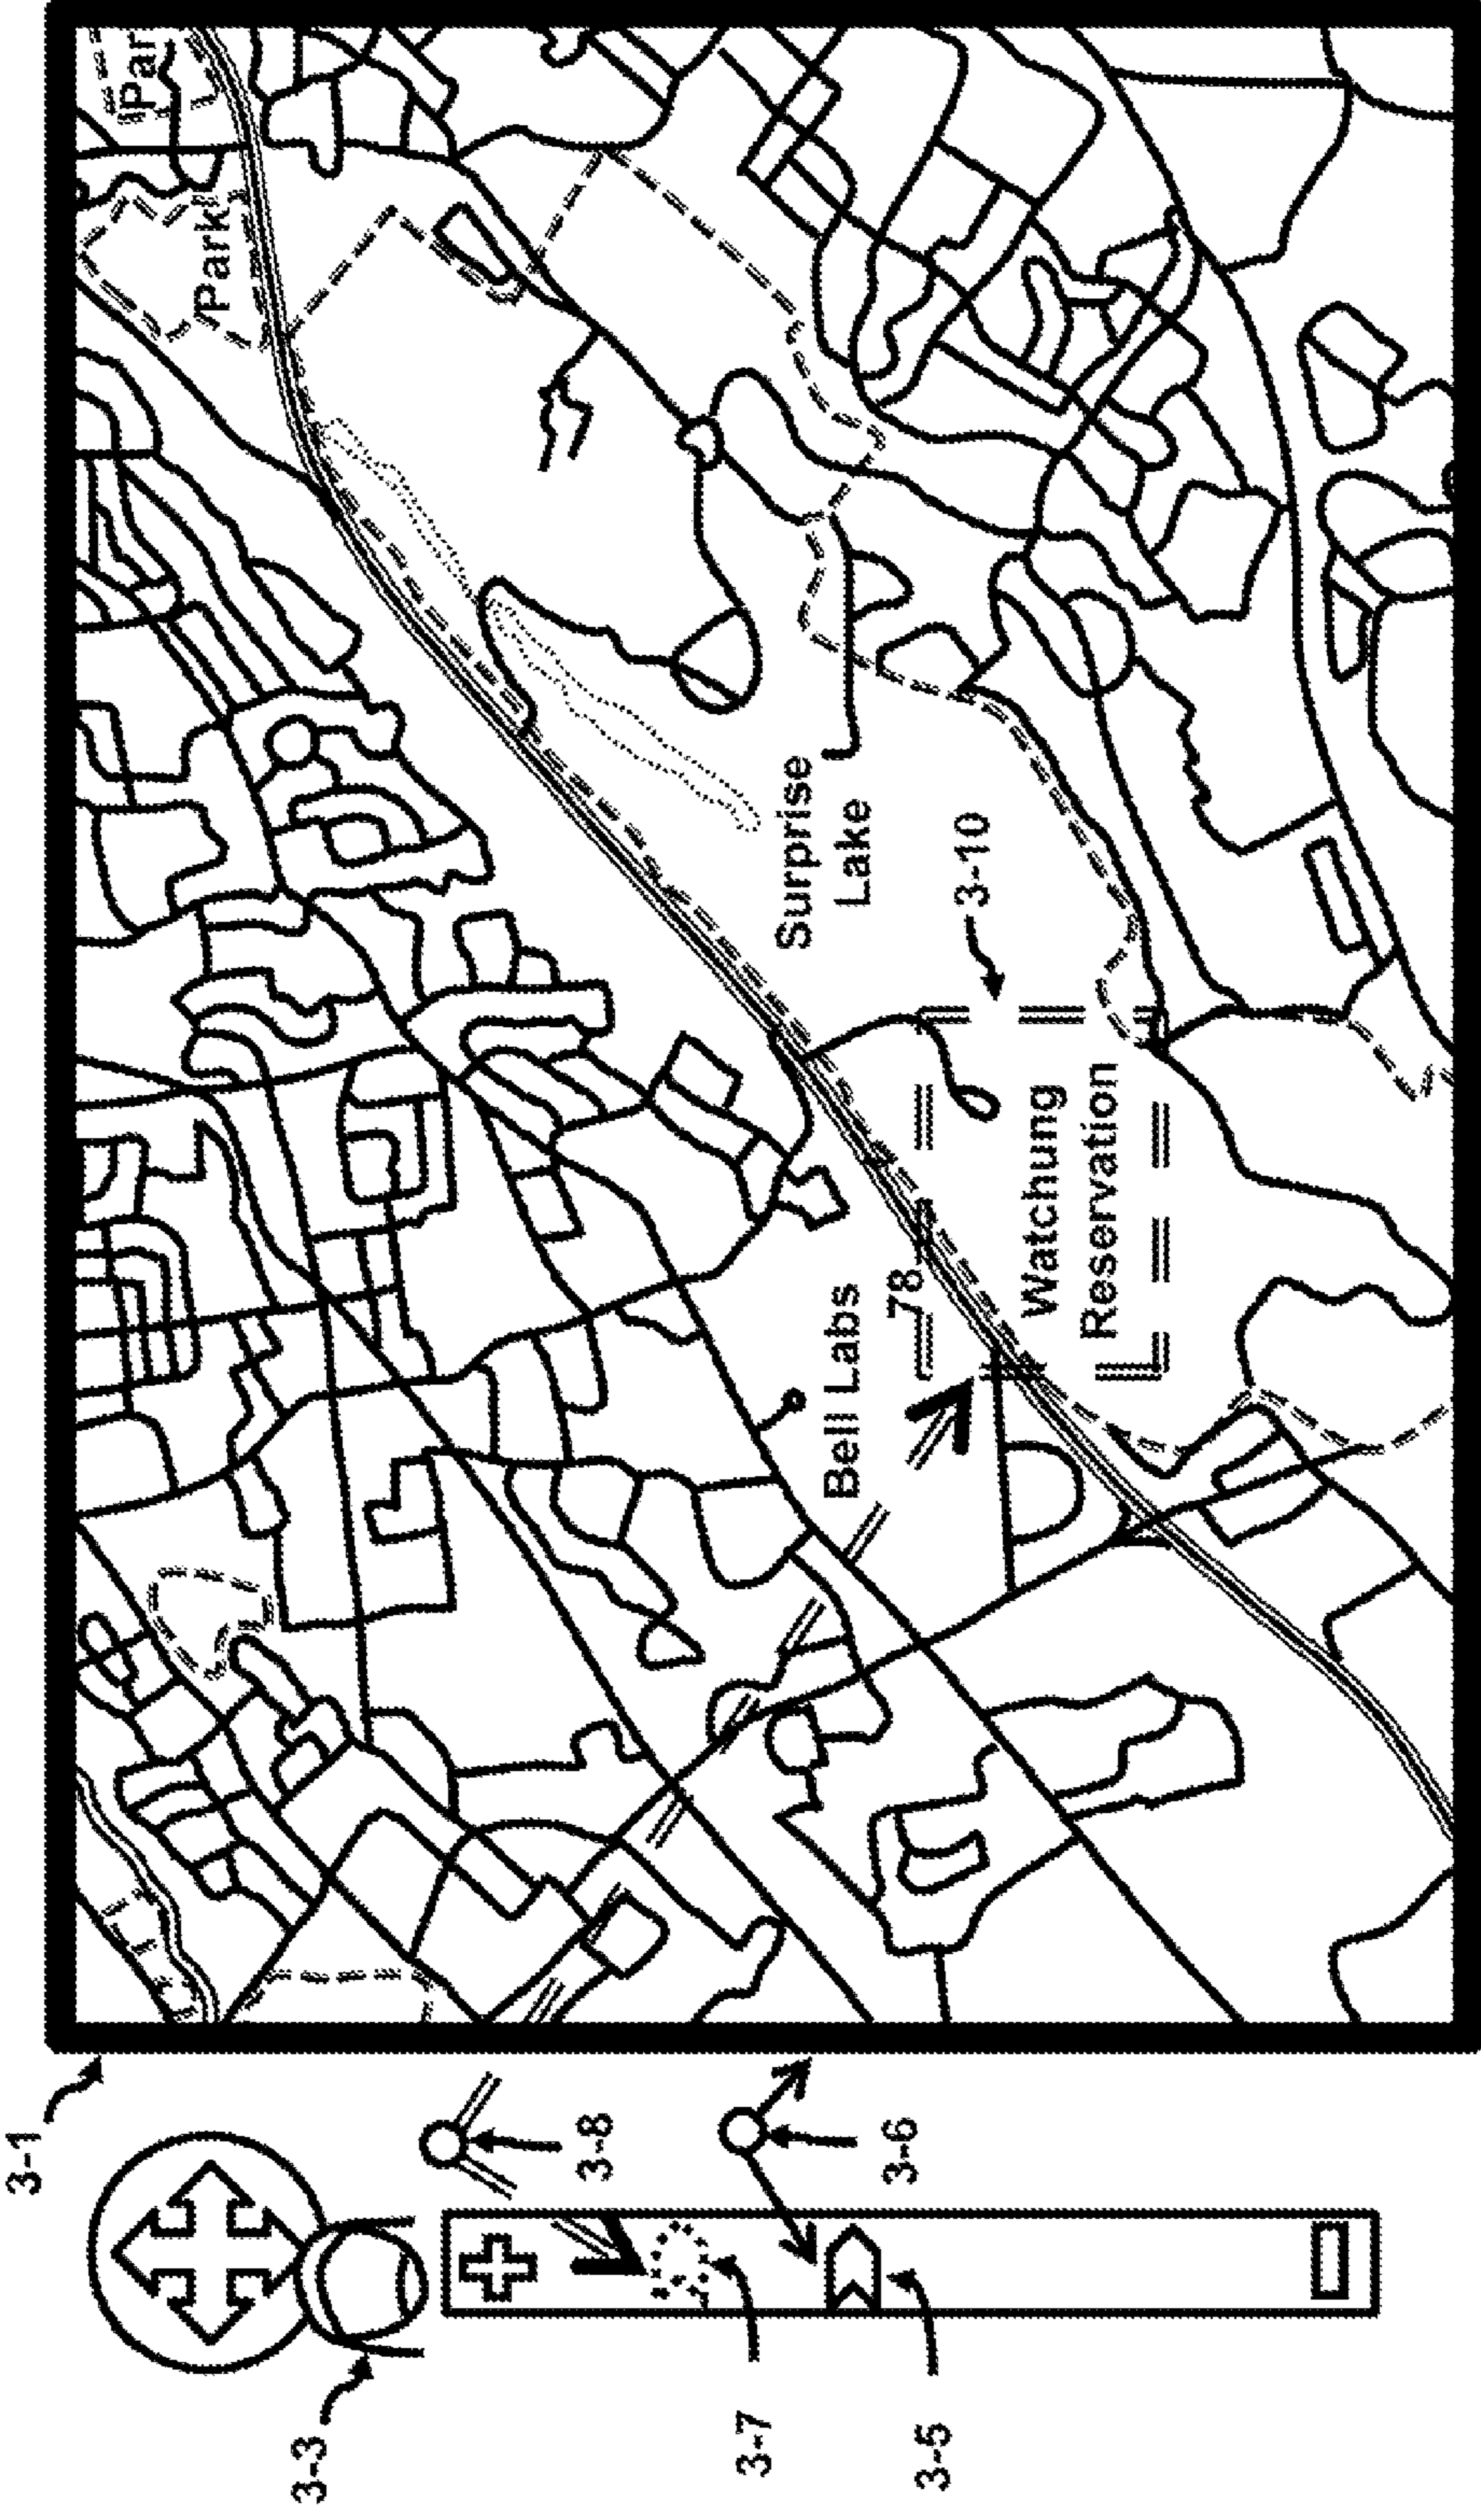 3-1
3-3
3-8
3-7
3-6
3-5
Park
Par
Surprise
Lake
3-10
Bell Labs
78
Watchung
Reservation